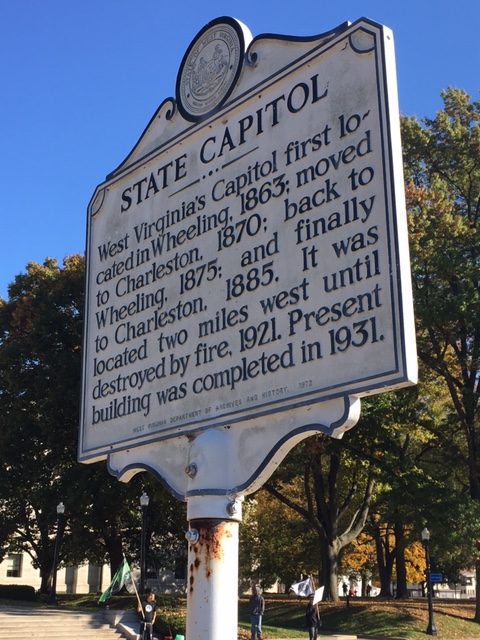 STATE CAPITOL
West Virginia's Capitol first lo-
cated in Wheeling, 1863; moved
to Charleston, 1870; back to
Wheeling, 1875; and finally
to Charleston, 1885. It was
located two miles west until
destroyed by fire, 1921. Present
building was completed in 1931.
WEST VIRGINIA DEPARTMENT OF ARCHIVES AND HISTORY, 1972